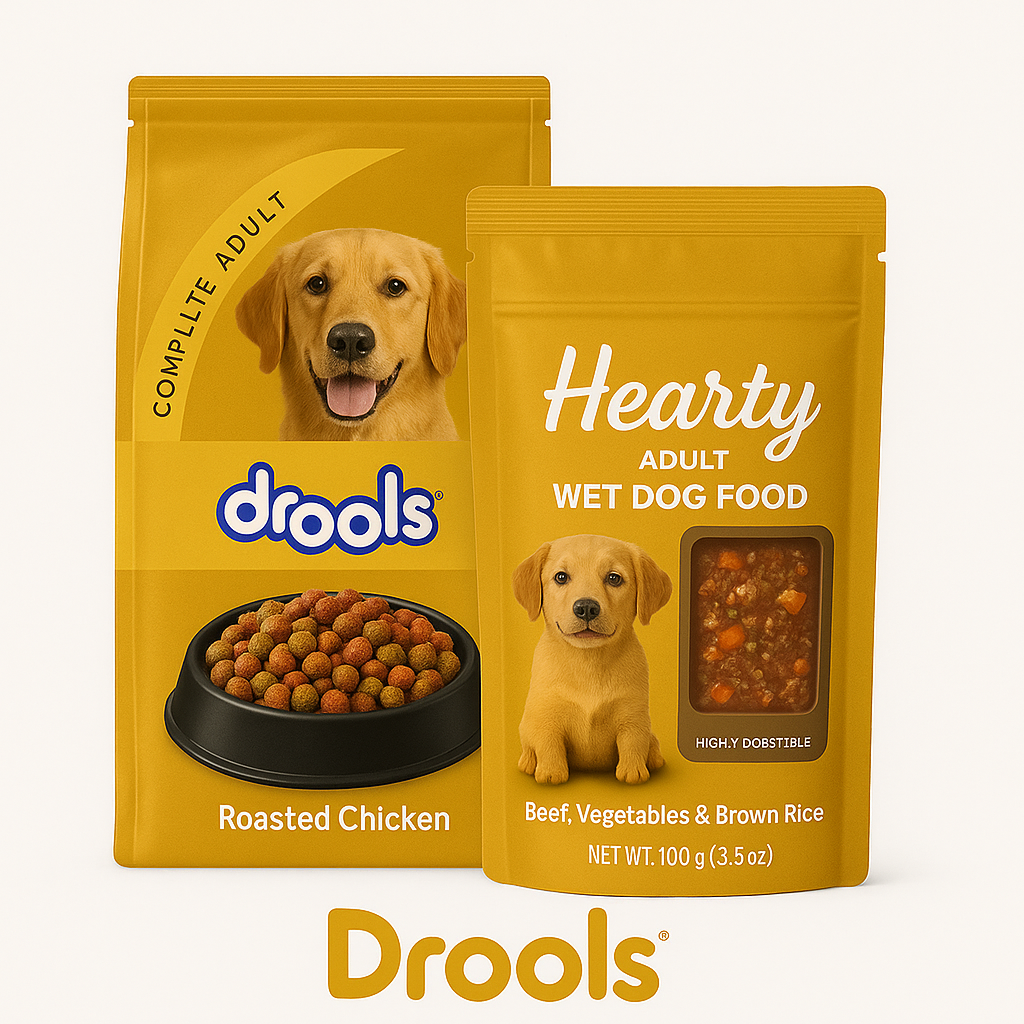 COMPLLTE ADULT
drools®
Roasted Chicken
Hearty
ADULT
WET DOG FOOD
HIGH.Y DOBSTIBLE
Beef, Vegetables & Brown Rice
NET WT. 100 g (3.5 oz)
Drools®